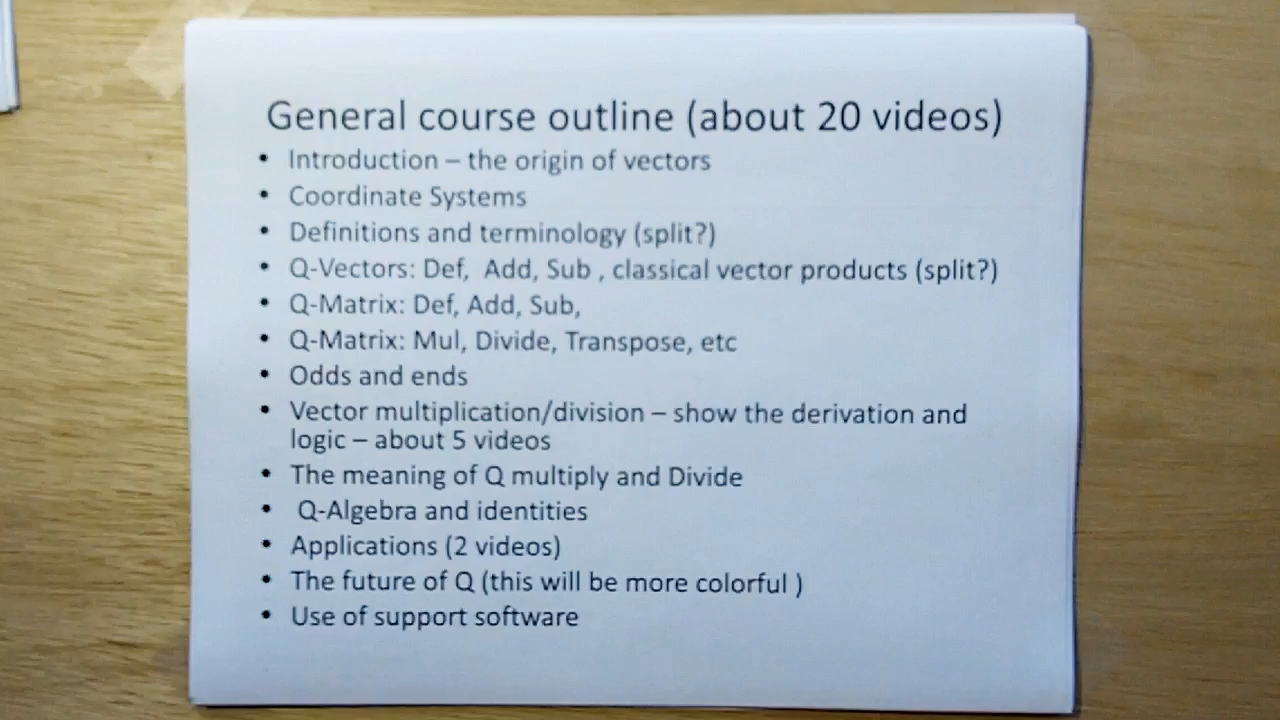 General course outline (about 20 videos)
• Introduction – the origin of vectors
• Coordinate Systems
• Definitions and terminology (split?)
• Q-Vectors: Def,  Add, Sub , classical vector products (split?)
• Q-Matrix: Def, Add, Sub,
• Q-Matrix: Mul, Divide, Transpose, etc
• Odds and ends
• Vector multiplication/division – show the derivation and
logic – about 5 videos
• The meaning of Q multiply and Divide
• Q-Algebra and identities
• Applications (2 videos)
• The future of Q (this will be more colorful )
• Use of support software